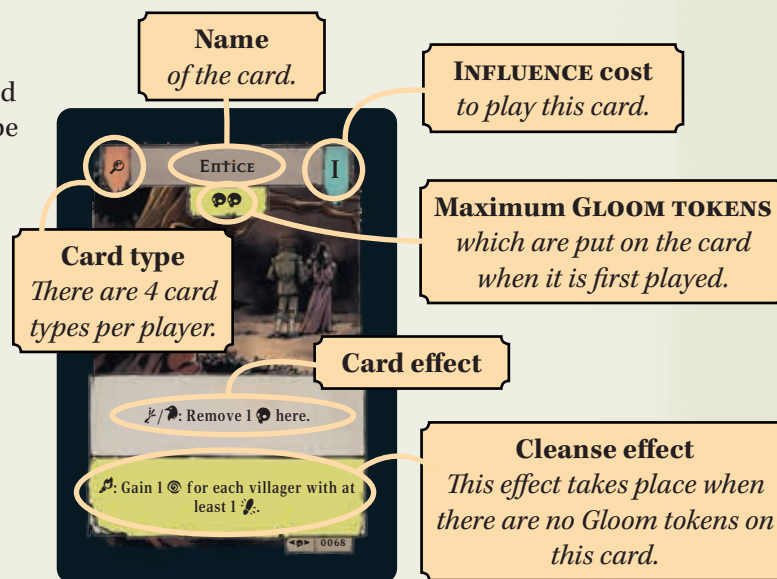 Name
of the card.
INFLUENCE cost
to play this card.
d
pe
ENTICE
I
Maximum GLOOM TOKENS
which are put on the card
when it is first played.
Card type
There are 4 card
types per player.
Card effect
/ : Remove 1 here.
Cleanse effect
This effect takes place when
there are no Gloom tokens on
this card.
: Gain 1 for each villager with at
least 1 .
0068